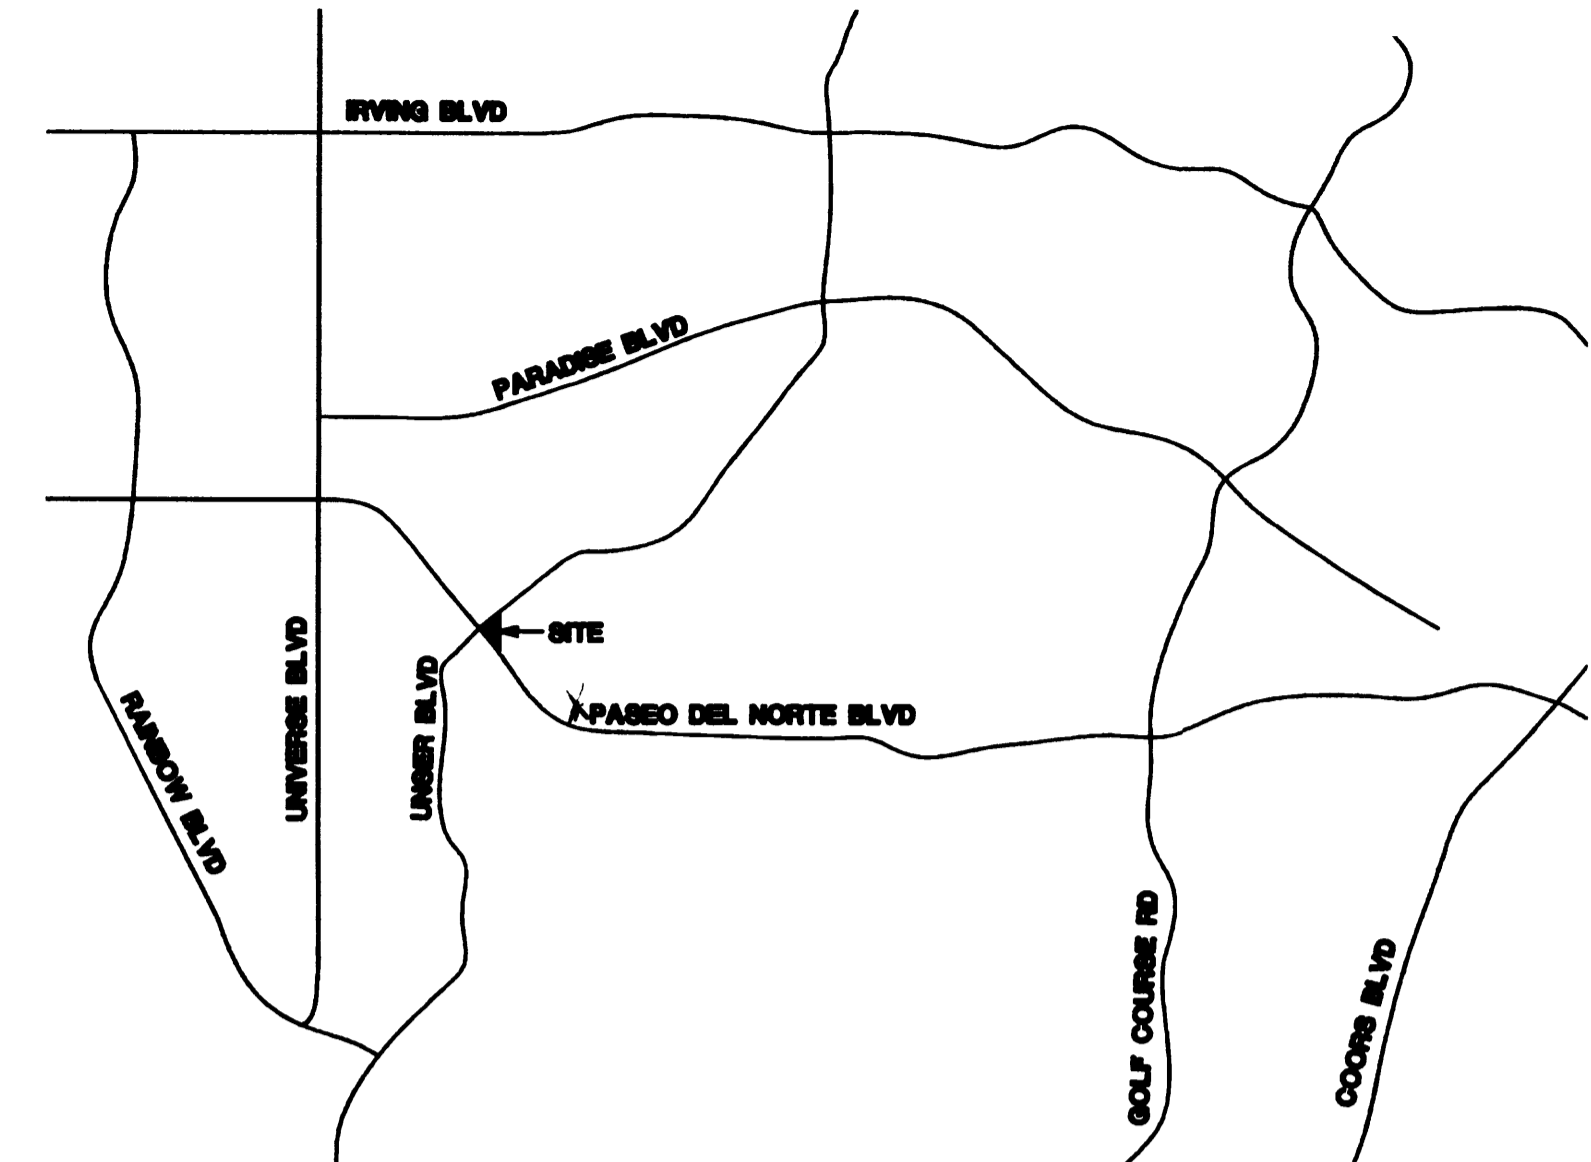 IRVING BLVD
PARADISE BLVD
SITE
UNIVERSE BLVD
UNSER BLVD
RAINBOW BLVD
PASEO DEL NORTE BLVD
GOLF COURSE RD
COORS BLVD